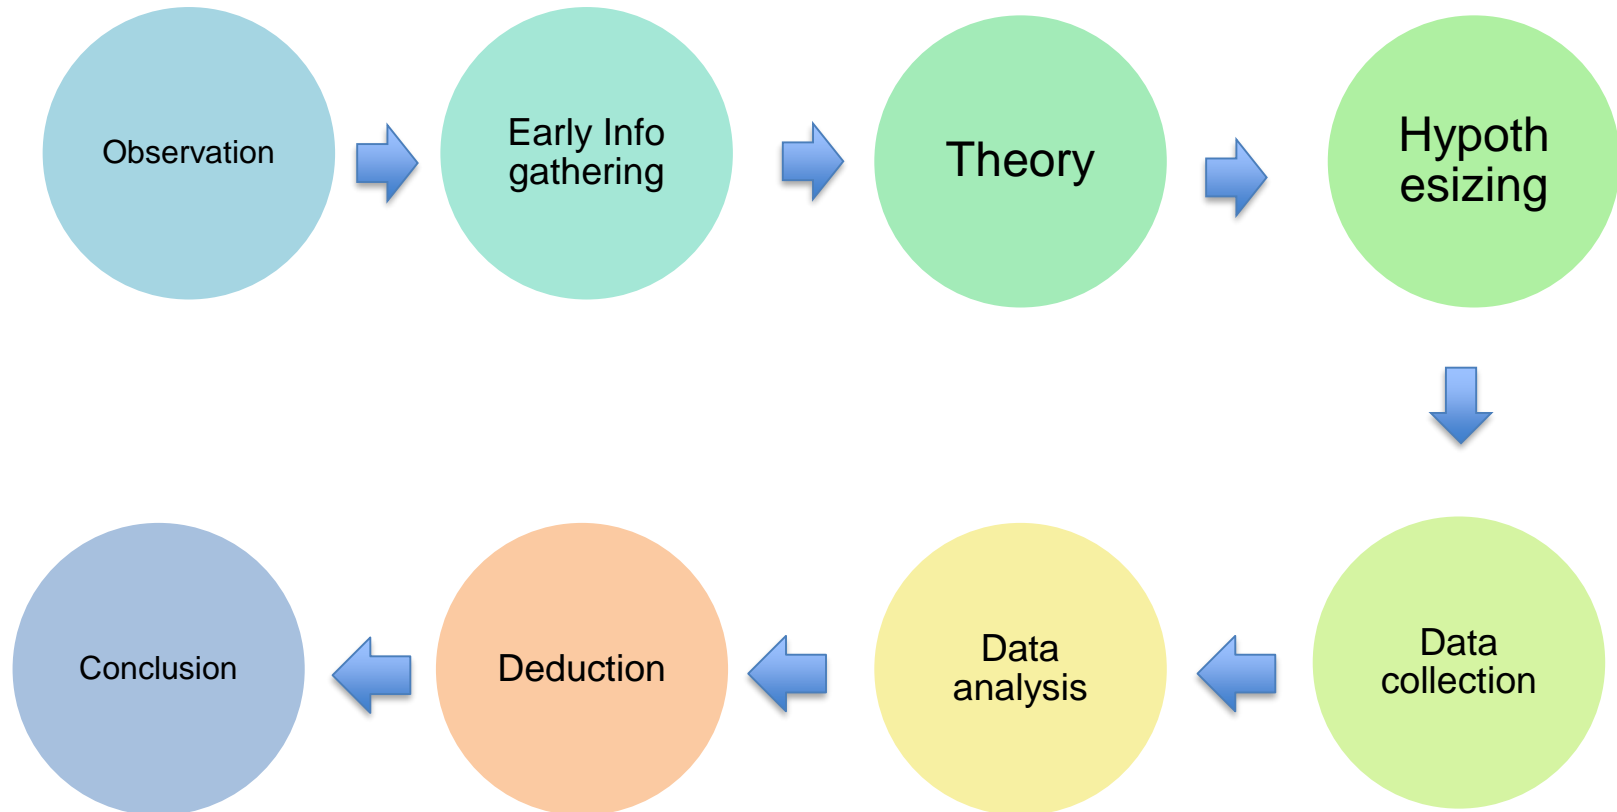 Observation
Early Info
gathering
Theory
Hypoth
esizing
Data
collection
Data
analysis
Deduction
Conclusion